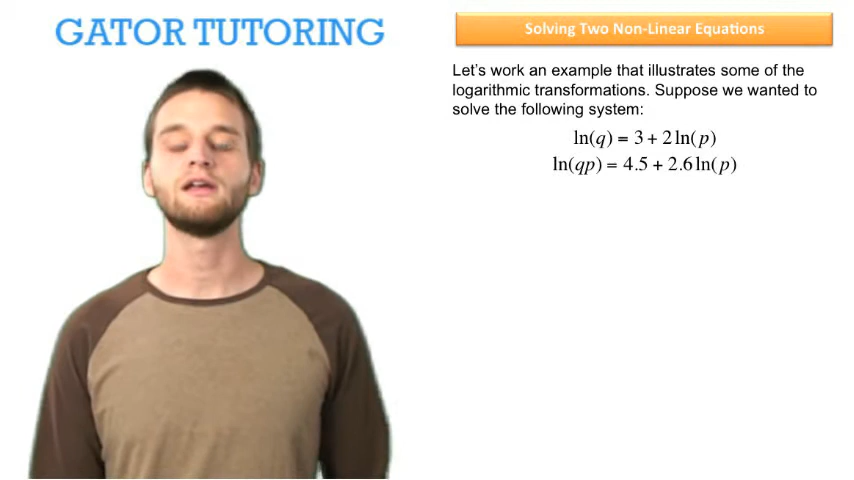 GATOR TUTORING
Solving Two Non-Linear Equations
Let's work an example that illustrates some of the
logarithmic transformations. Suppose we wanted to
solve the following system:
ln(q) = 3 + 2 ln(p)
ln(qp) = 4.5 + 2.6 ln(p)